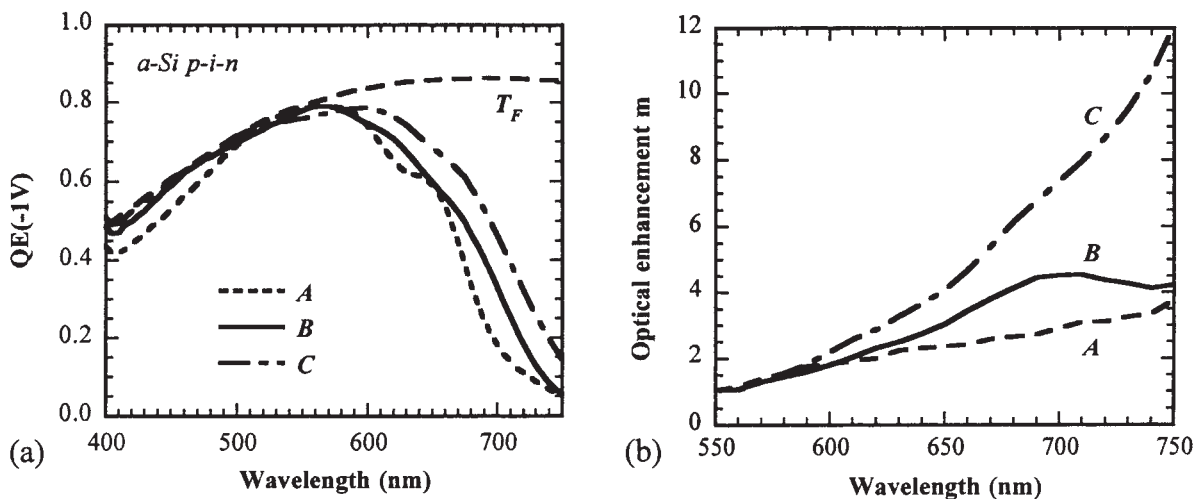 1.0
0.8
0.6
0.4
0.2
0.0
QE(-1V)
a-Si p-i-n
T_F
A
B
C
400
500
600
700
Wavelength (nm)
(a)
12
10
8
6
4
2
0
Optical enhancement m
C
B
A
550
600
650
700
750
Wavelength (nm)
(b)